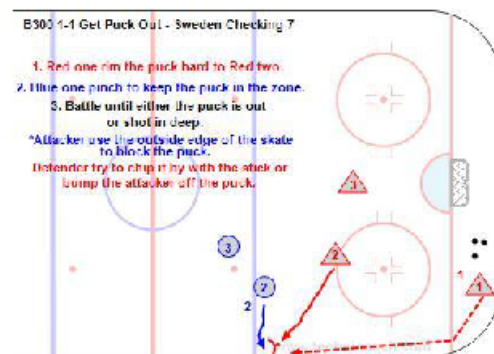 B300 1-1 Get Puck Out - Sweden Checking 7
1. Red one rim the puck hard to Red two.
2. Blue one pinch to keep the puck in the zone.
3. Battle until either the puck is out
or shot in deep.
*Attacker use the outside edge of the skate
to block the puck.
Defender try to chip it by with the stick or
bump the attacker off the puck.
3
3
2
2
2
1
1